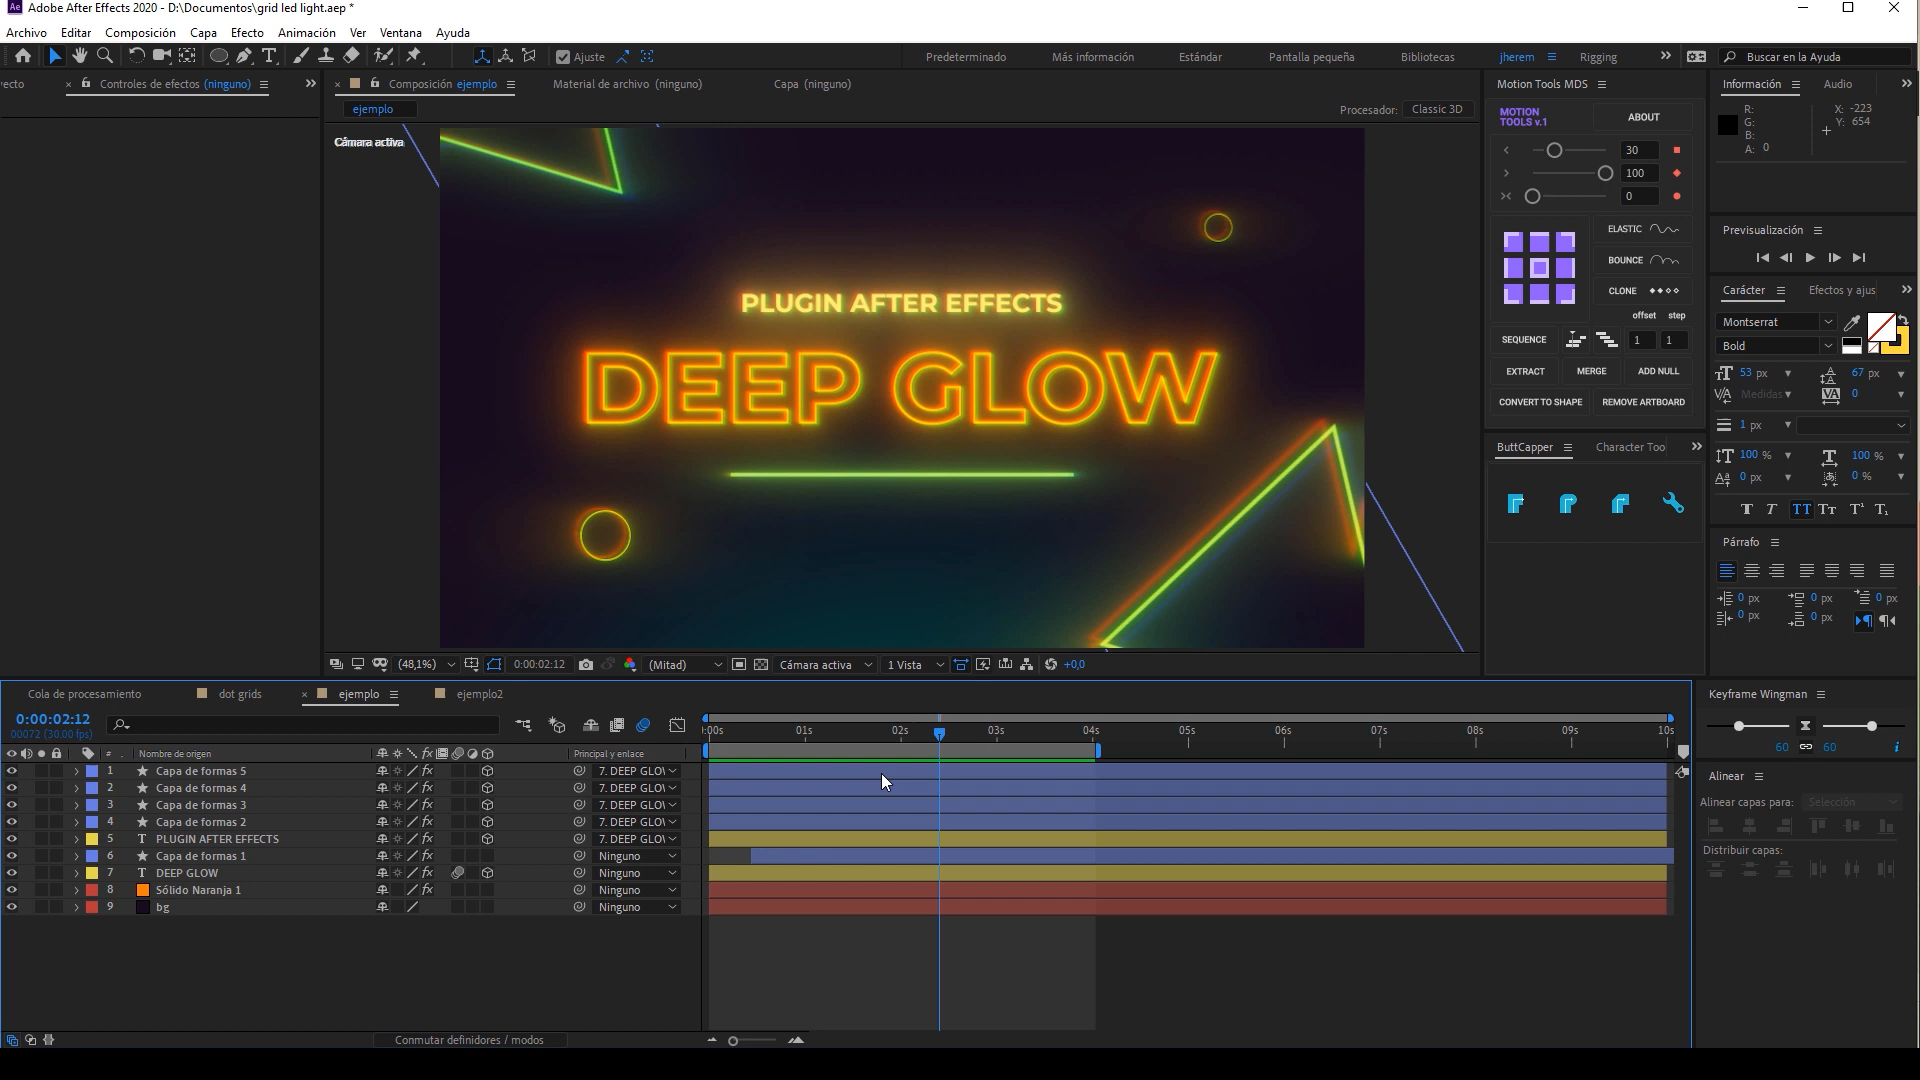 Ae Adobe After Effects 2020 - D:\Documentos\grid led light.aep *
Archivo Editar Composición Capa Efecto Animación Ver Ventana Ayuda
Ajuste Predeterminado Más información Estándar Pantalla pequeña Bibliotecas jherem Rigging Buscar en la Ayuda
yecto Controles de efectos (ninguno) Composición ejemplo Material de archivo (ninguno) Capa (ninguno)
ejemplo
Procesador: Classic 3D
Cámara activa
PLUGIN AFTER EFFECTS
DEEP GLOW
(48,1%) 0:00:02:12 (Mitad) Cámara activa 1 Vista +0,0
Motion Tools MDS
MOTION
TOOLS v.1
ABOUT
30
100
0
ELASTIC
BOUNCE
CLONE
offset step
SEQUENCE 1 1
EXTRACT MERGE ADD NULL
CONVERT TO SHAPE REMOVE ARTBOARD
ButtCapper Character Too
Información Audio
R: X: -223
G: Y: 654
B:
A: 0
Previsualización
Carácter Efectos y ajus
Montserrat
Bold
53 px 67 px
Medidas 0
1 px
100 % 100 %
0 px 0 %
Párrafo
0 px 0 px 0 px
0 px 0 px
Cola de procesamiento dot grids ejemplo ejemplo2
0:00:02:12
00072 (30.00 fps)
:00s 01s 02s 03s 04s 05s 06s 07s 08s 09s 10s
# Nombre de origen fx Principal y enlace
1 Capa de formas 5 fx 7. DEEP GLO
2 Capa de formas 4 fx 7. DEEP GLO
3 Capa de formas 3 fx 7. DEEP GLO
4 Capa de formas 2 fx 7. DEEP GLO
5 T PLUGIN AFTER EFFECTS fx 7. DEEP GLO
6 Capa de formas 1 fx Ninguno
7 T DEEP GLOW fx Ninguno
8 Sólido Naranja 1 fx Ninguno
9 bg Ninguno
Conmutar definidores / modos
Keyframe Wingman
60 60 i
Alinear
Alinear capas para: Selección
Distribuir capas: